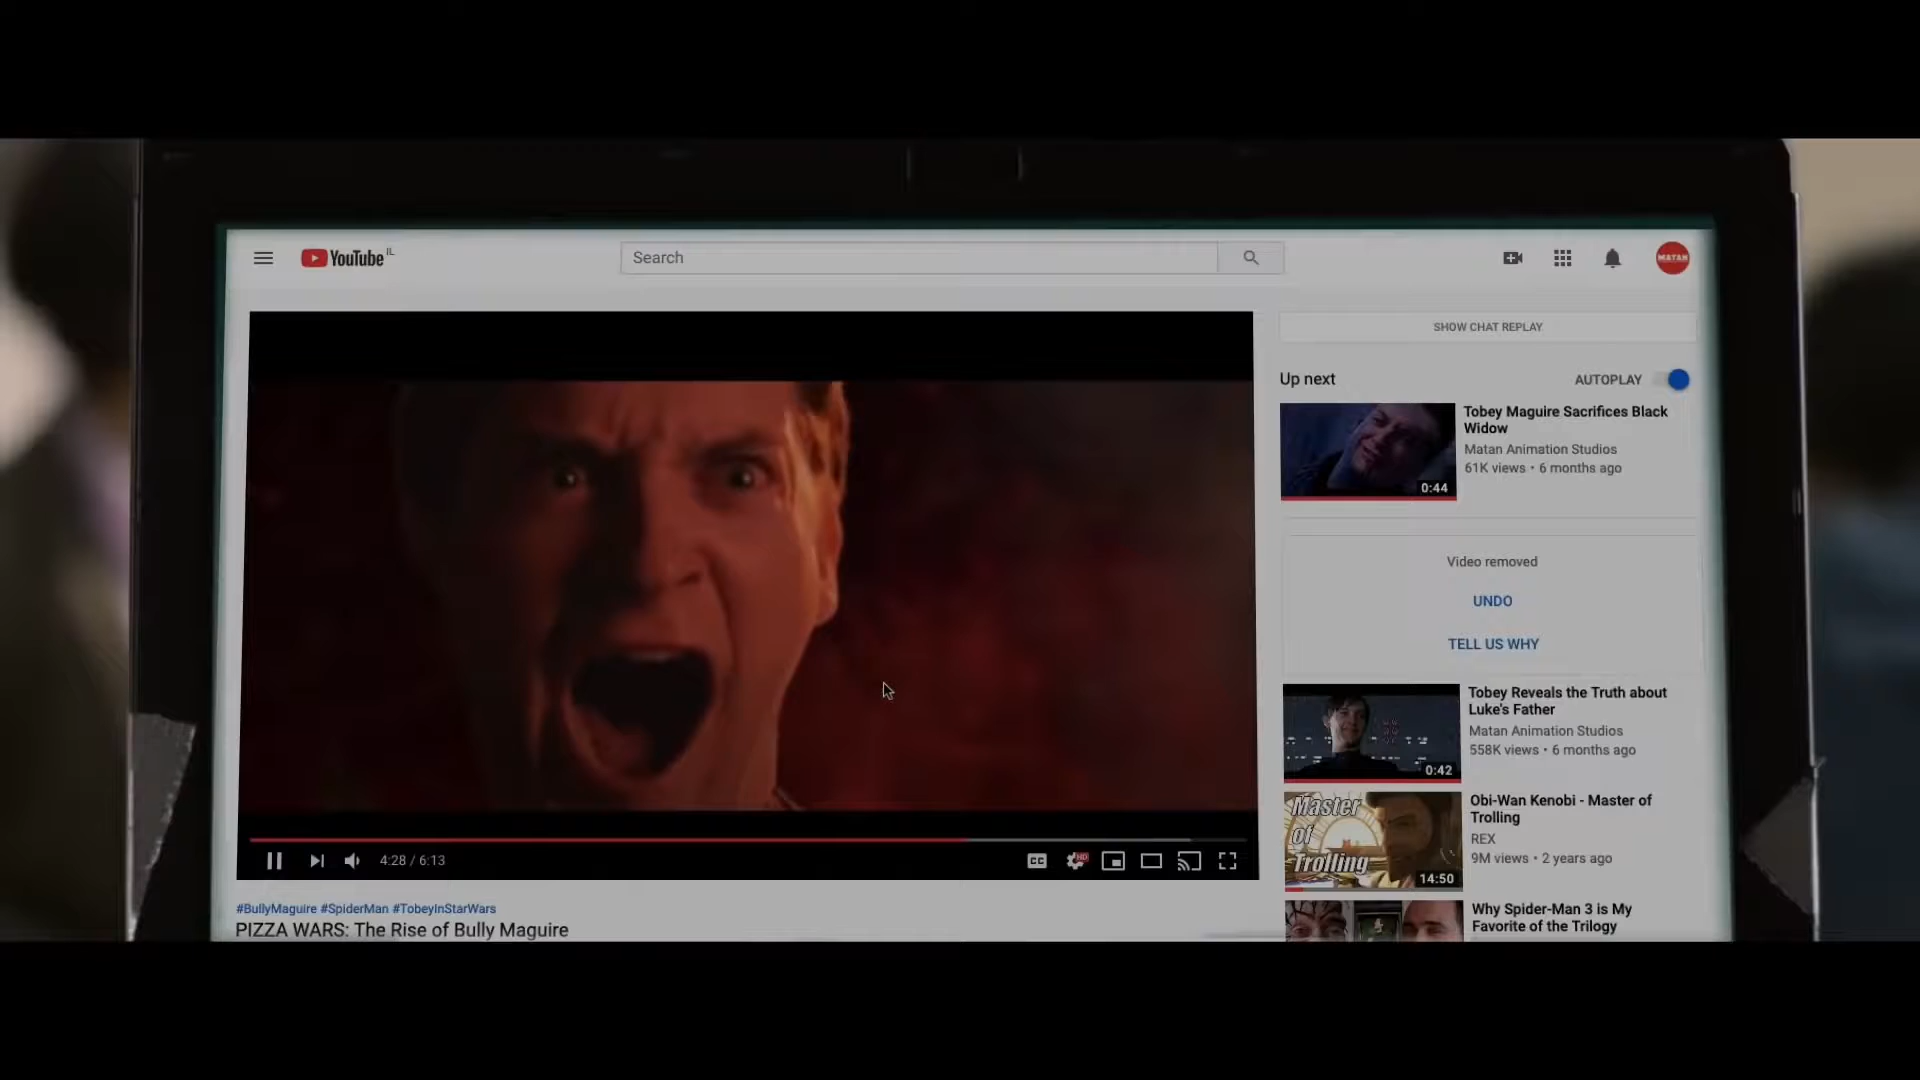 YouTube IL
Search
MATAN
SHOW CHAT REPLAY
Up next
AUTOPLAY
Tobey Maguire Sacrifices Black
Widow
Matan Animation Studios
61K views • 6 months ago
0:44
Video removed
UNDO
TELL US WHY
Tobey Reveals the Truth about
Luke's Father
Matan Animation Studios
558K views • 6 months ago
0:42
Master
of
Trolling
14:50
Obi-Wan Kenobi - Master of
Trolling
REX
9M views • 2 years ago
Why Spider-Man 3 is My
Favorite of the Trilogy
4:28 / 6:13
CC
HD
#BullyMaguire #SpiderMan #TobeyInStarWars
PIZZA WARS: The Rise of Bully Maguire